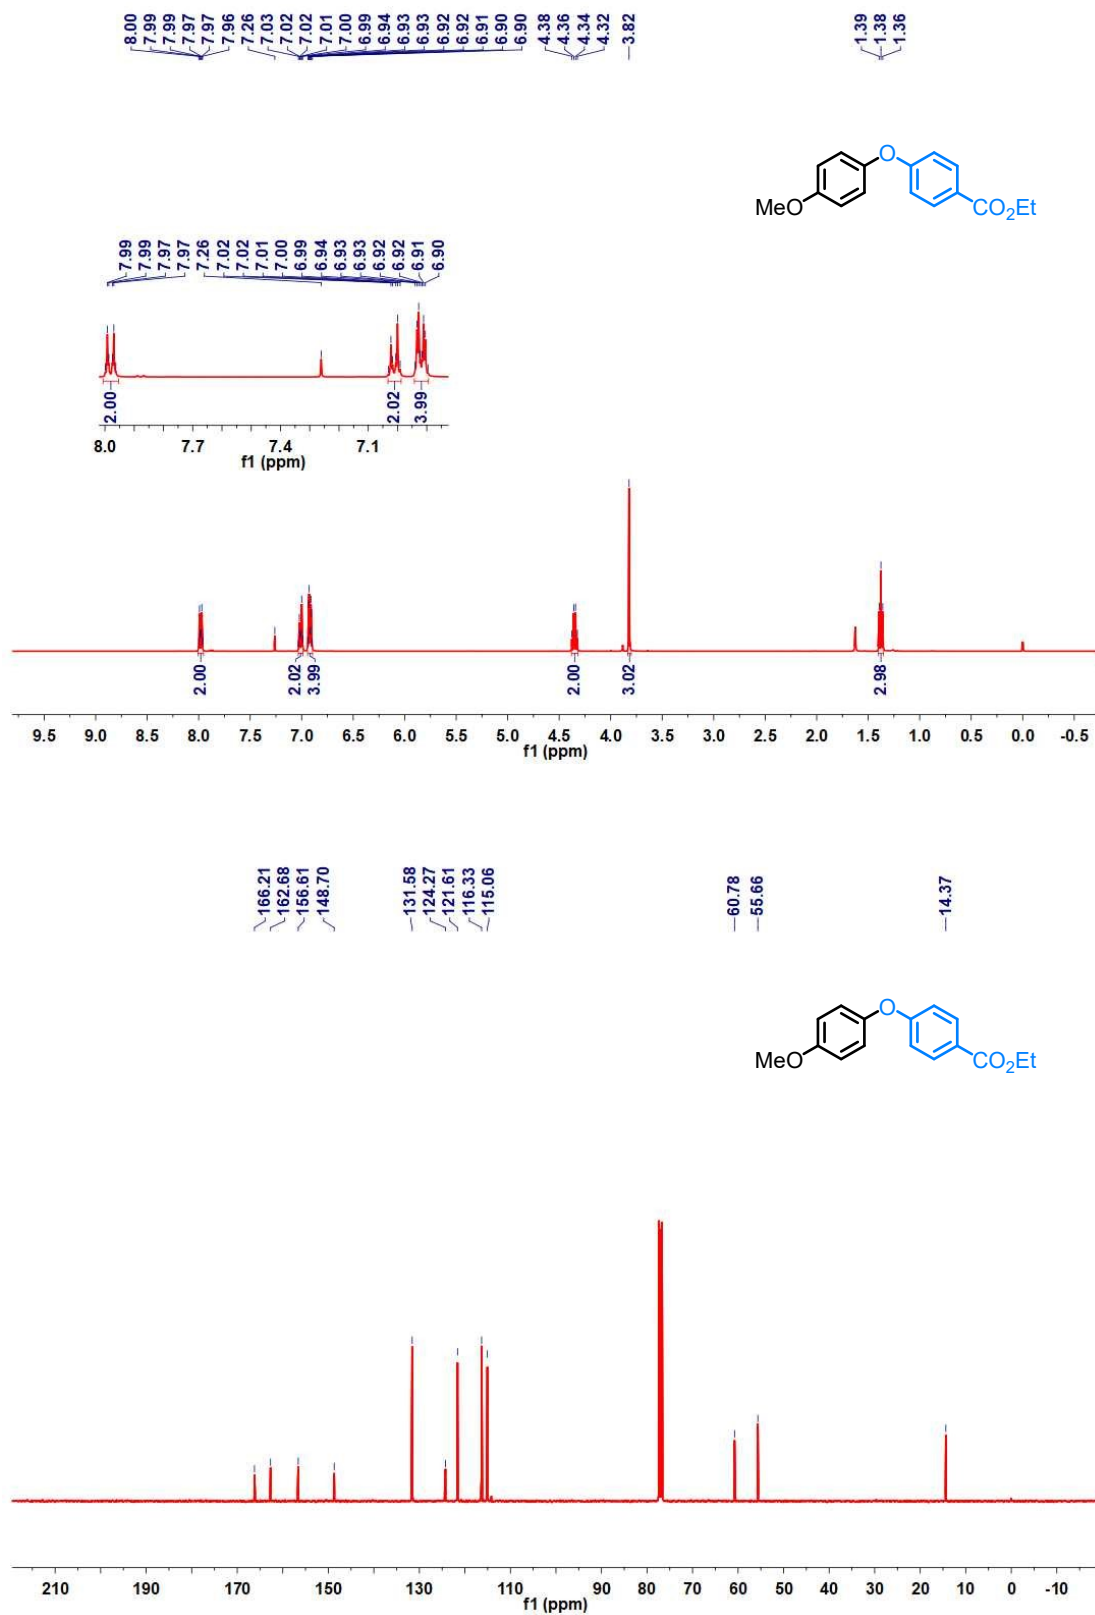 8.00 7.99 7.99 7.97 7.97 7.96 7.26 7.03 7.02 7.02 7.01 7.00 6.99 6.94 6.93 6.93 6.92 6.92 6.91 6.90 6.90 4.38 4.36 4.34 4.32 3.82 1.39 1.38 1.36
O
MeO
CO2Et
7.99 7.99 7.97 7.97 7.26 7.02 7.02 7.01 7.00 6.99 6.94 6.93 6.93 6.92 6.92 6.91 6.90
2.00 2.02 3.99
8.0 7.7 7.4 7.1
f1 (ppm)
2.00 2.02 3.99 2.00 3.02 2.98
9.5 9.0 8.5 8.0 7.5 7.0 6.5 6.0 5.5 5.0 4.5 4.0 3.5 3.0 2.5 2.0 1.5 1.0 0.5 0.0 -0.5
f1 (ppm)
166.21 162.68 156.61 148.70 131.58 124.27 121.61 116.33 115.06 60.78 55.66 14.37
O
MeO
CO2Et
210 190 170 150 130 110 90 80 70 60 50 40 30 20 10 0 -10
f1 (ppm)